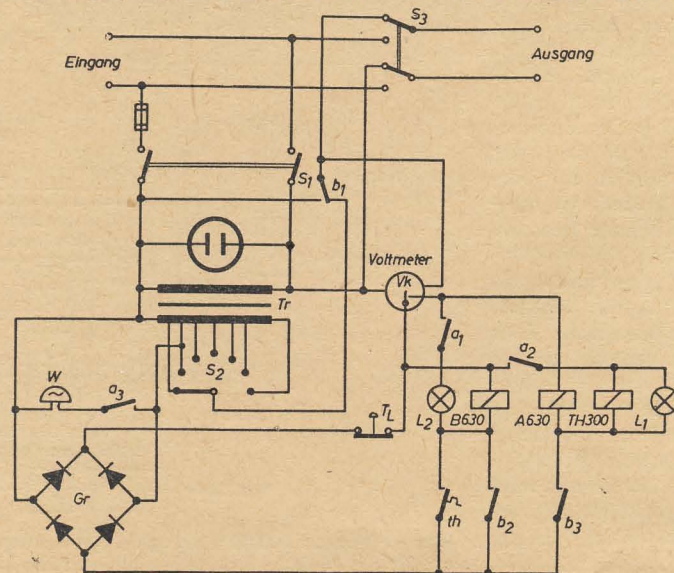 S3
Eingang
Ausgang
S1
b1
Voltmeter
Vk
Tr
a1
S2
a2
W
a3
TL
L2
B630
A630
TH300
L1
Gr
th
b2
b3